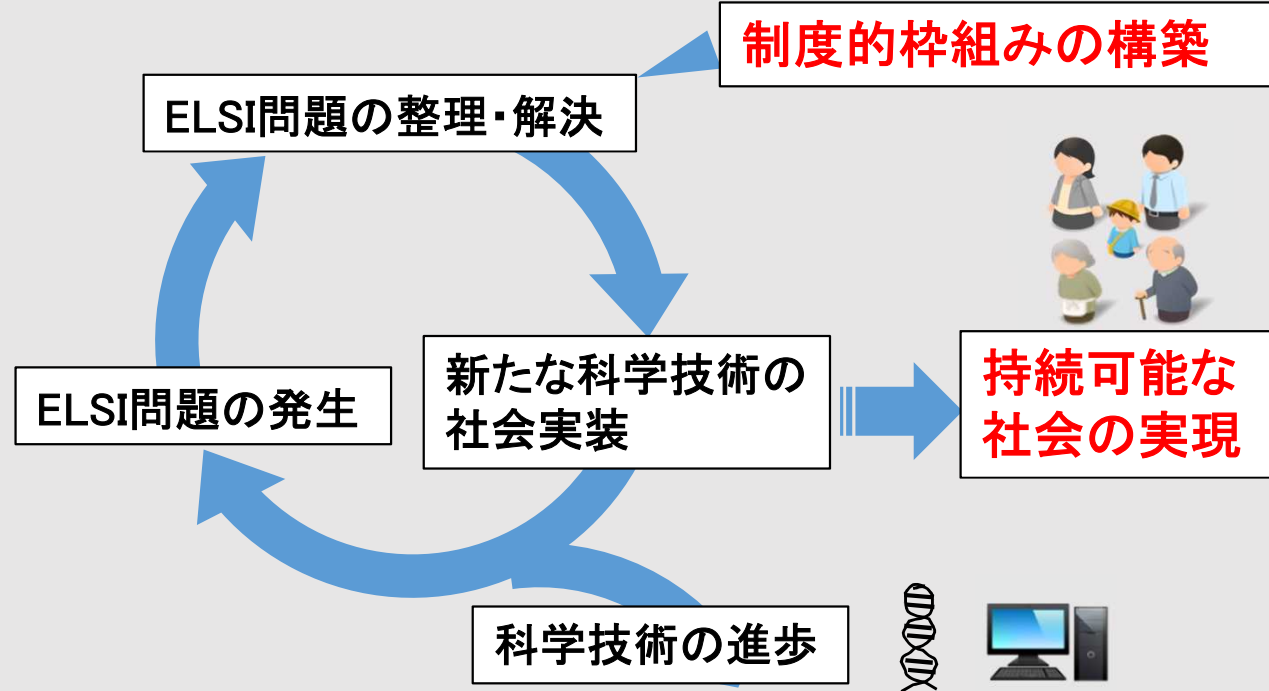 制度的枠組みの構築
ELSI問題の整理・解決
新たな科学技術の
社会実装
持続可能な
社会の実現
ELSI問題の発生
科学技術の進歩